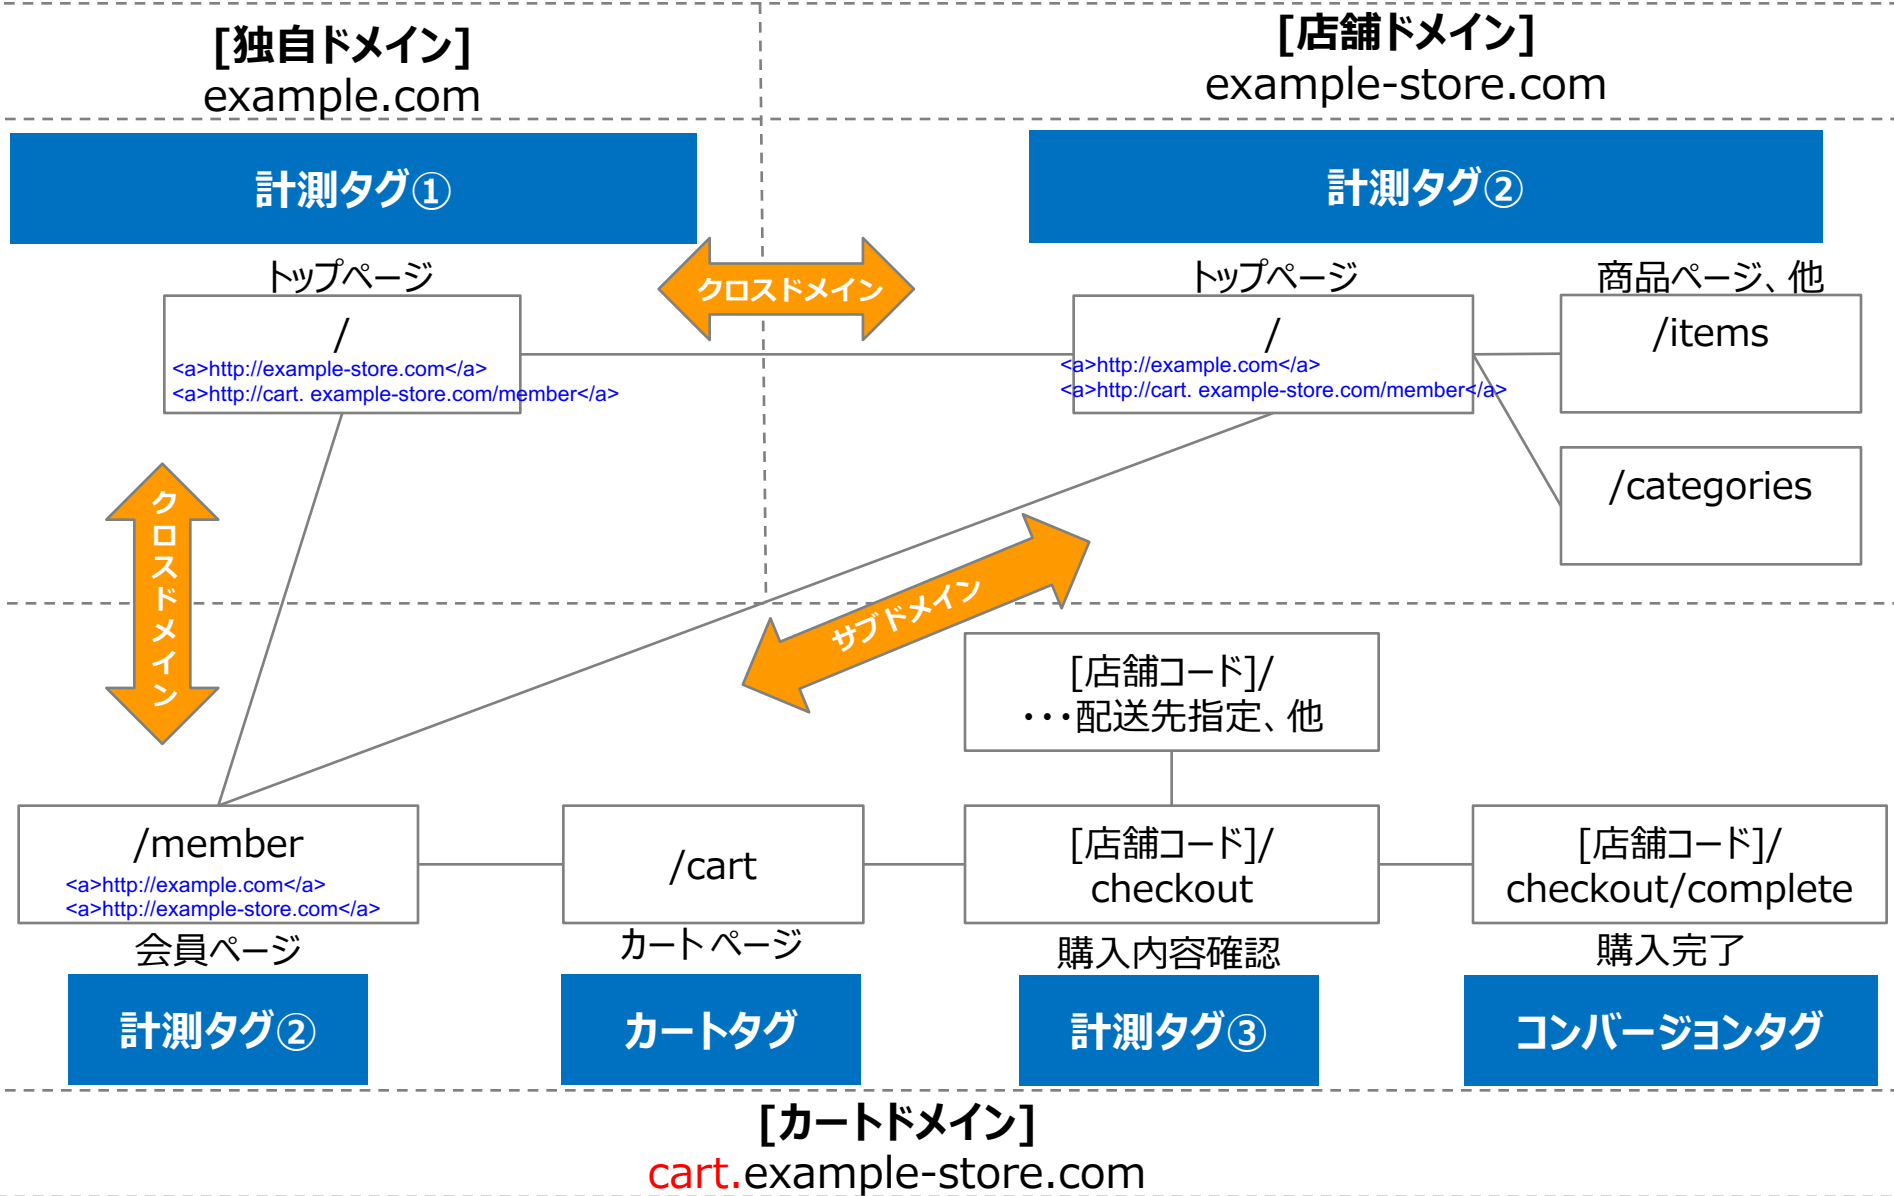 [独自ドメイン]
example.com
[店舗ドメイン]
example-store.com
計測タグ①
計測タグ②
クロスドメイン
トップページ
/
<a>http://example-store.com</a>
<a>http://cart. example-store.com/member</a>
トップページ
/
<a>http://example.com</a>
<a>http://cart. example-store.com/member</a>
商品ページ、他
/items
/categories
クロスドメイン
サブドメイン
[店舗コード]/
・・・配送先指定、他
/member
<a>http://example.com</a>
<a>http://example-store.com</a>
会員ページ
/cart
カートページ
[店舗コード]/
checkout
購入内容確認
[店舗コード]/
checkout/complete
購入完了
計測タグ②
カートタグ
計測タグ③
コンバージョンタグ
[カートドメイン]
cart.example-store.com